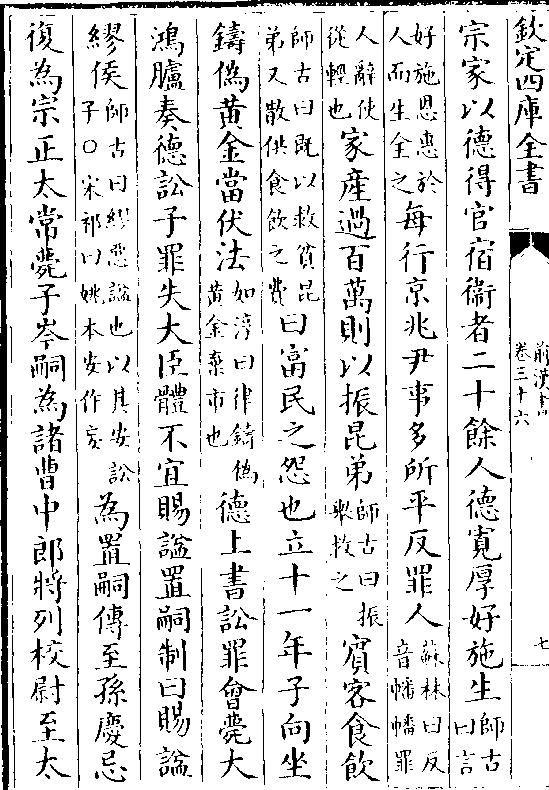 欽定四庫全書
前漢書
卷三十六
七
宗家以德得官宿衞者二十餘人德寛厚好施生師古曰言
好施恩惠於人而生全之每行京兆尹事多所平反罪人蘇林曰反音幡幡罪
人辭使從輕也家産過百萬則以振昆弟師古曰振舉救之賔客食飲
師古曰既以救貧昆弟又散供食飲之費曰富民之怨也立十一年子向坐
鑄偽黄金當伏法如淳曰律鑄偽黄金棄市也德上書訟罪會薨大
鴻臚奏德訟子罪失大臣體不宜賜諡置嗣制曰賜諡
繆侯師古曰繆惡諡也以其妄訟子○宋祁曰姚本妄作亥為置嗣傳至孫慶忌
復為宗正太常薨子岑嗣為諸曹中郎將列校尉至太